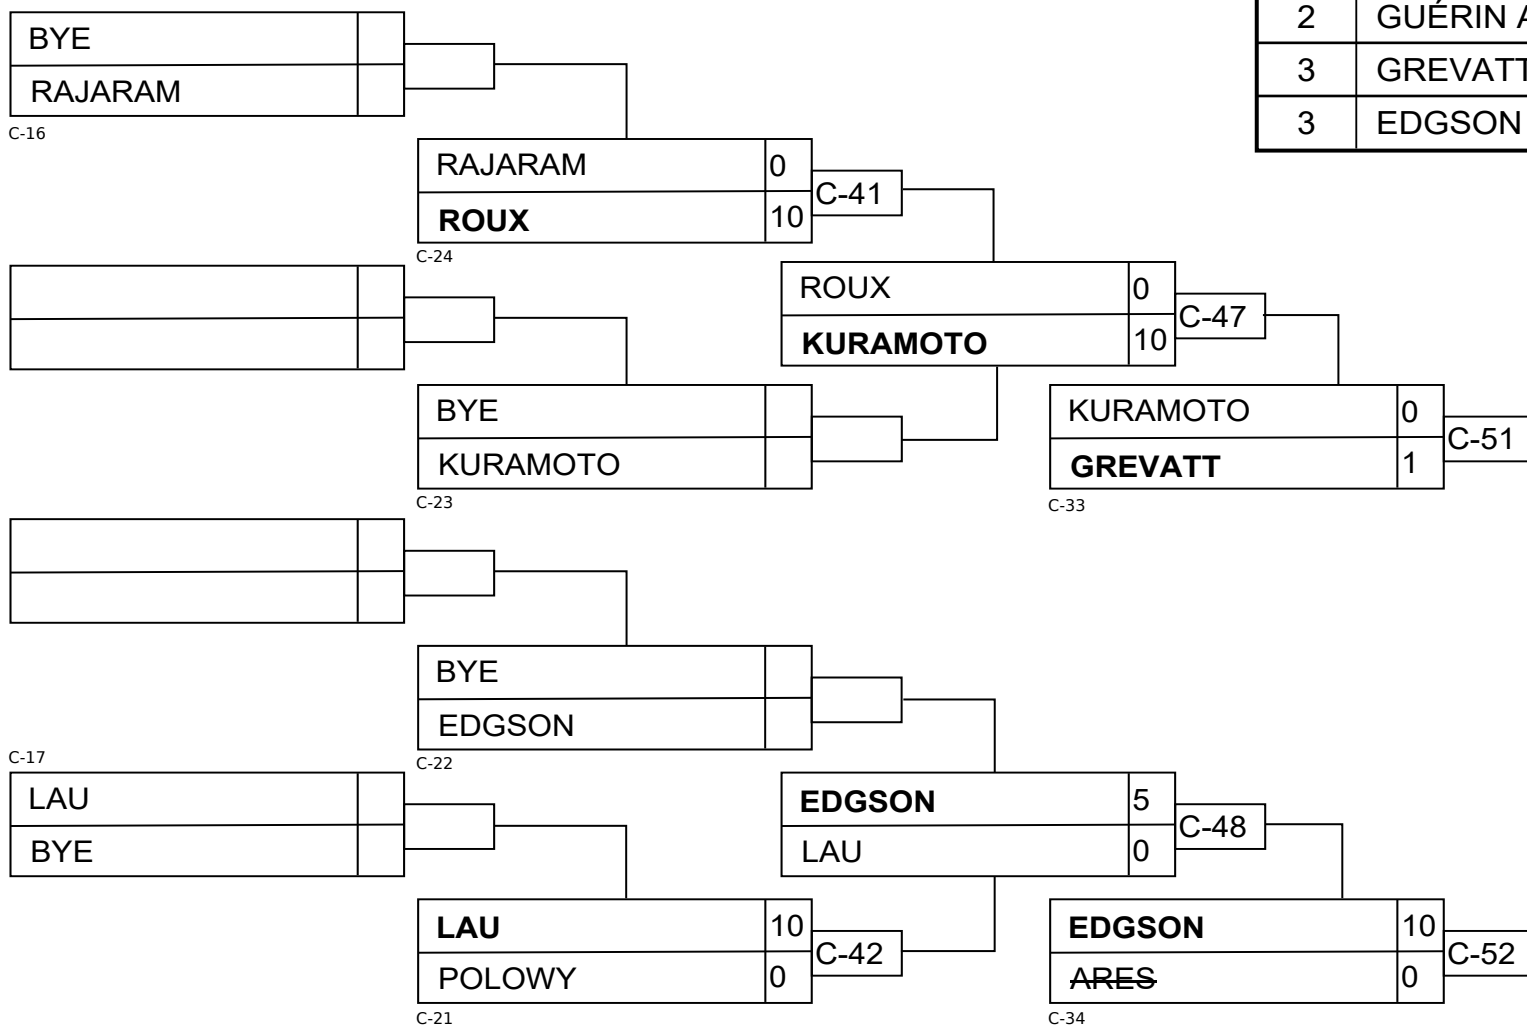 BYE
RAJARAM
C-16
2 GUÉRIN A
3 GREVATT
3 EDGSON
RAJARAM 0
ROUX 10
C-41
C-24
ROUX 0
KURAMOTO 10
C-47
BYE
KURAMOTO
C-23
KURAMOTO 0
GREVATT 1
C-51
C-33
BYE
EDGSON
C-22
C-17
LAU
BYE
EDGSON 5
LAU 0
C-48
LAU 10
POLOWY 0
C-42
C-21
EDGSON 10
ARES 0
C-52
C-34